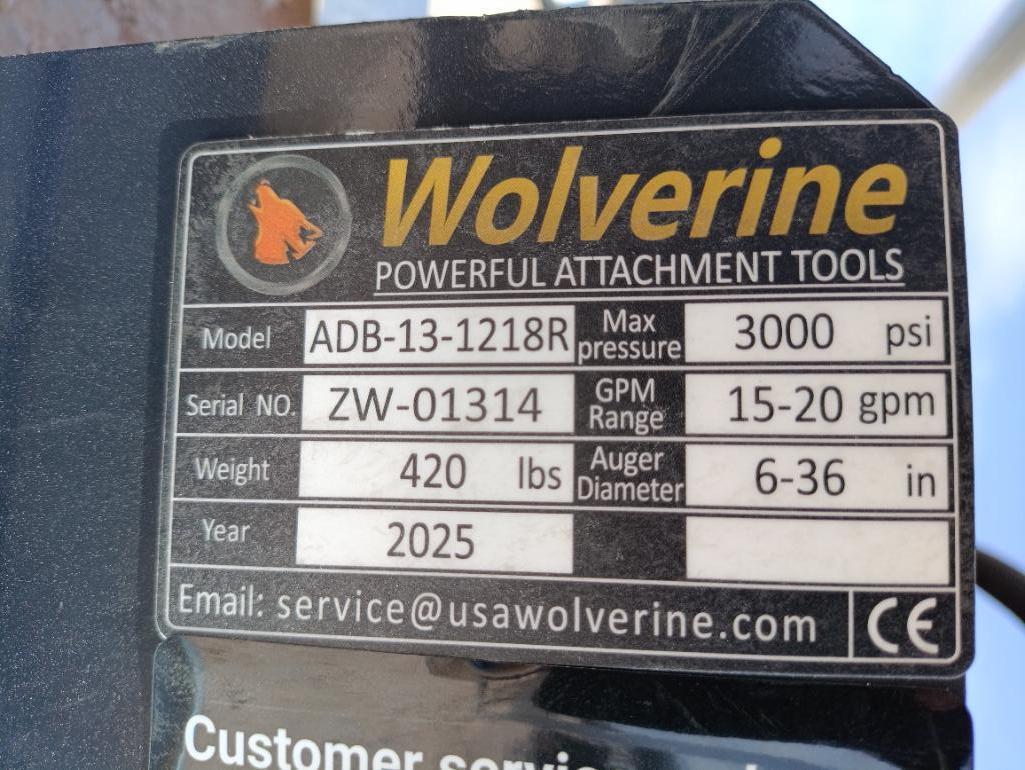 Wolverine
POWERFUL ATTACHMENT TOOLS
Model ADB-13-1218R Max pressure 3000 psi
Serial NO. ZW-01314 GPM Range 15-20 gpm
Weight 420 lbs Auger Diameter 6-36 in
Year 2025
Email: service@usawolverine.com CE
Customer